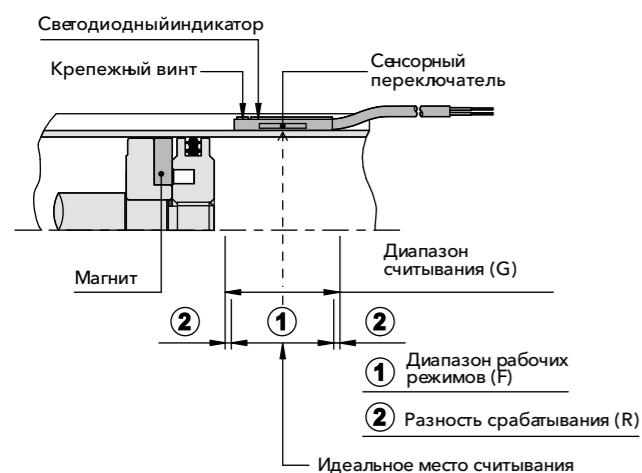 Светодиодныйиндикатор
Крепежный винт
Сенсорный
переключатель
Магнит
Диапазон
считывания (G)
2
1
2
1 Диапазон рабочих
режимов (F)
2 Разность срабатывания (R)
Идеальное место считывания